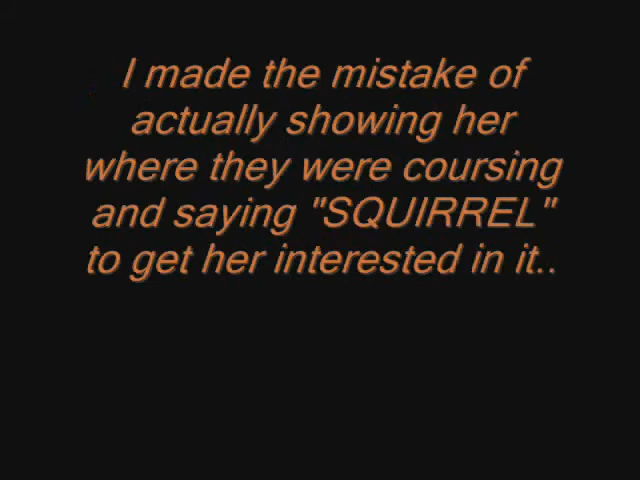 I made the mistake of
actually showing her
where they were coursing
and saying "SQUIRREL"
to get her interested in it..